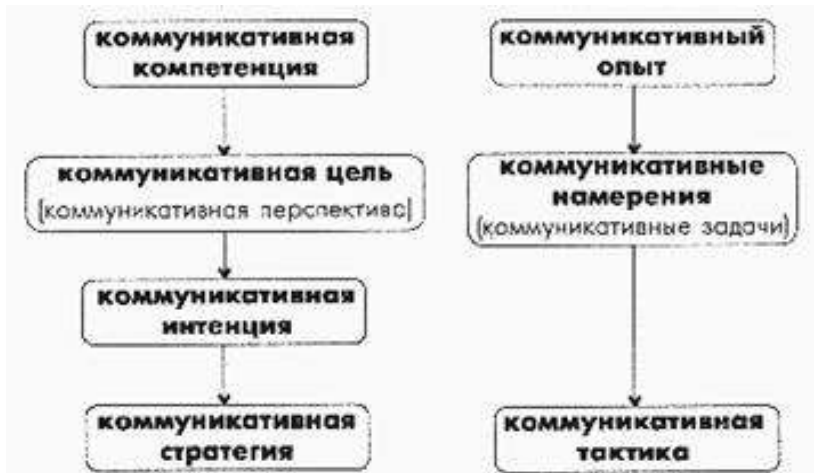 коммуникативная
компетенция
коммуникативная цель
(коммуникативная перспектива)
коммуникативная
интенция
коммуникативная
стратегия
коммуникативный
опыт
коммуникативные
намерения
(коммуникативные задачи)
коммуникативная
тактика